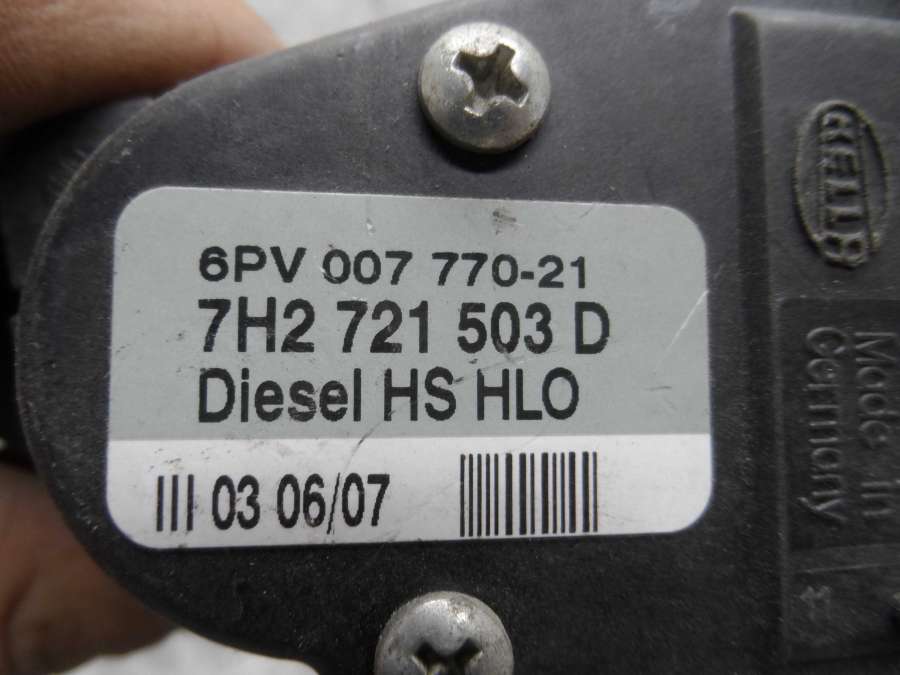 6PV 007 770-21
7H2 721 503 D
Diesel HS HLO
III 03 06/07
HELLA
Made in
Germany